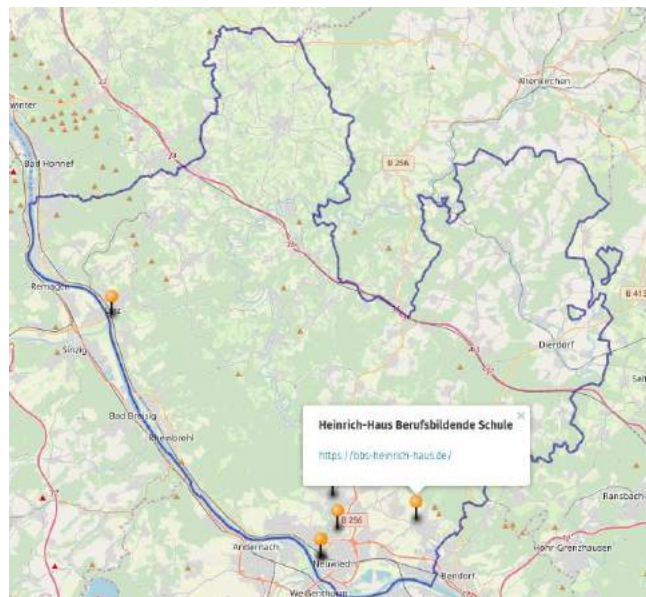 Altenkirchen
winter
Bad Honnef
B 256
Remagen
B 413
Sinzig
Dierdorf
Bad Breisig
Rheinbrohl
Heinrich-Haus Berufsbildende Schule
https://bbs-heinrich-haus.de/
Ransbach
B 256
Andernach
Neuwied
Höhr-Grenzhausen
Bendorf
Weißenthurm